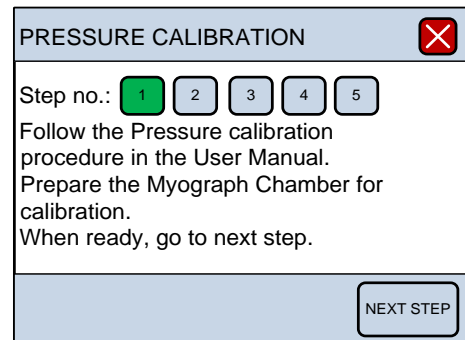 PRESSURE CALIBRATION
Step no.: 1 2 3 4 5
Follow the Pressure calibration
procedure in the User Manual.
Prepare the Myograph Chamber for
calibration.
When ready, go to next step.
NEXT STEP